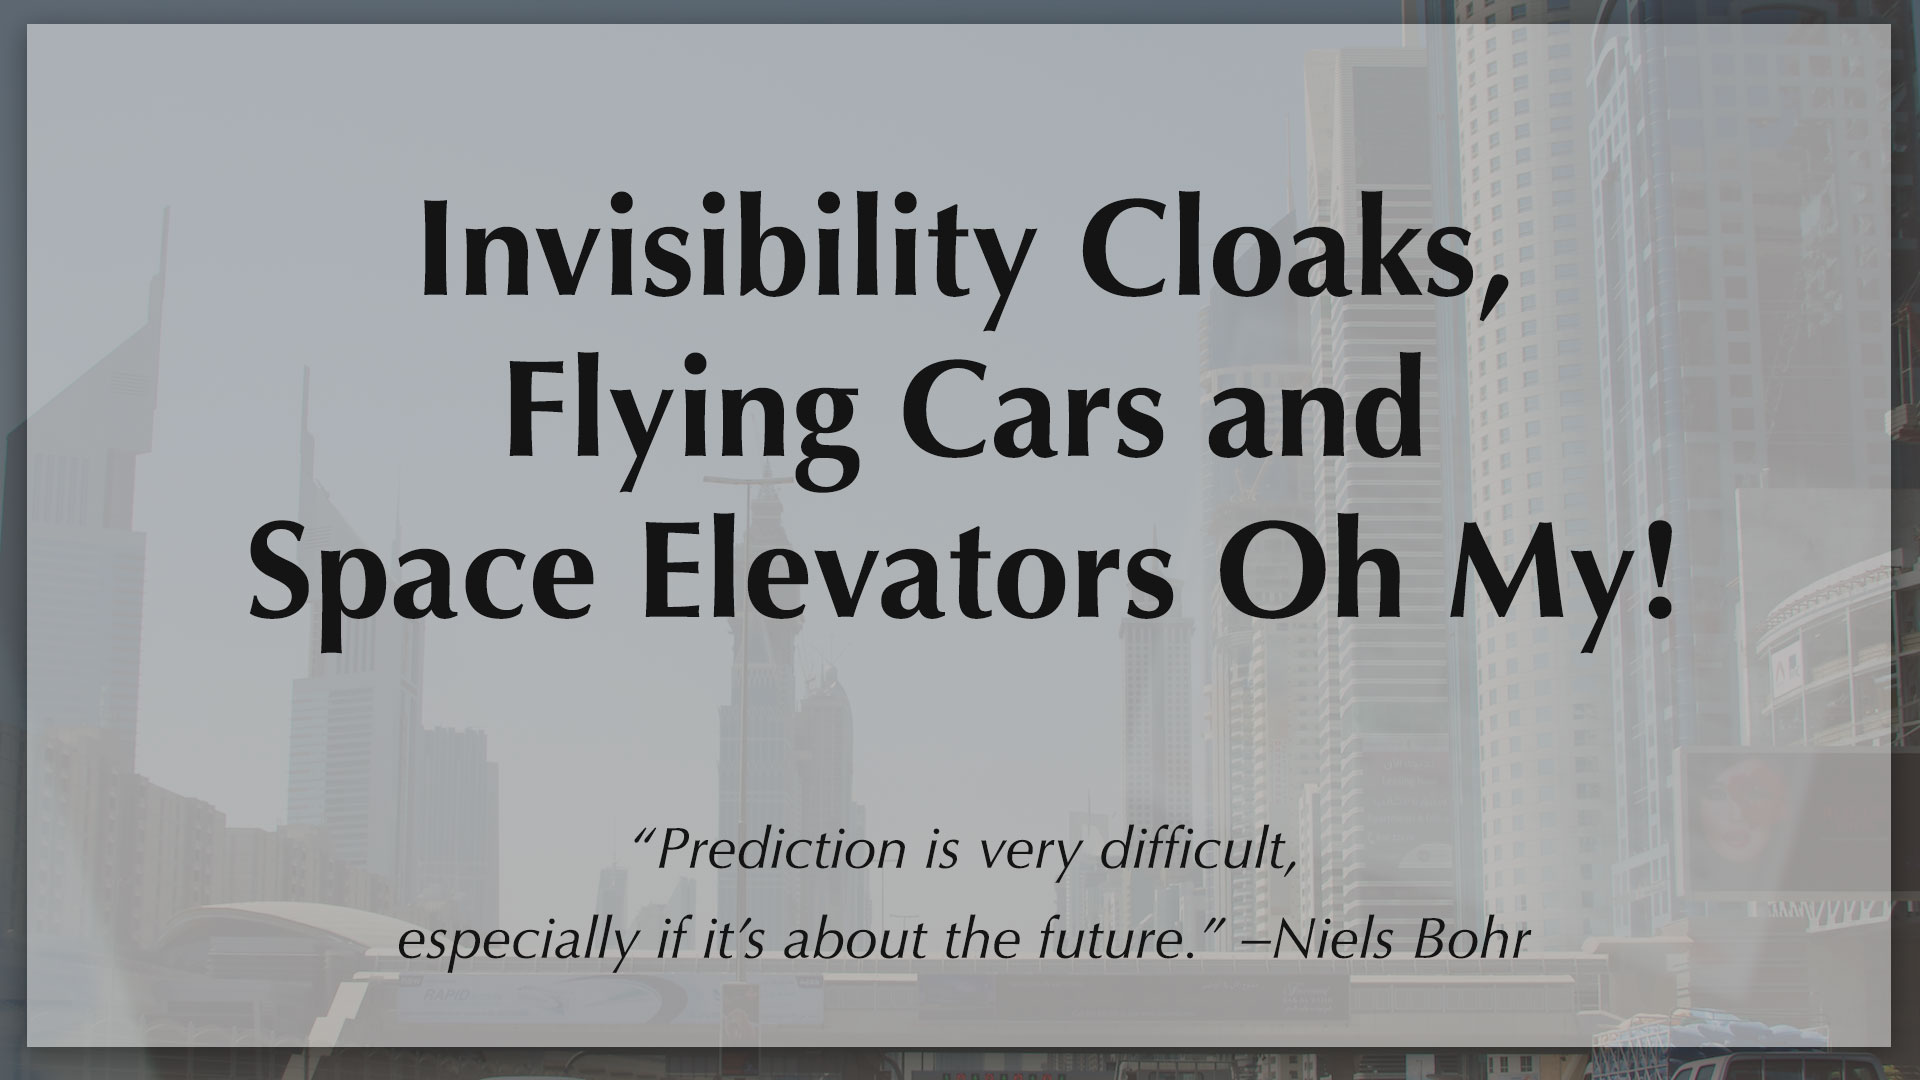 Invisibility Cloaks,
Flying Cars and
Space Elevators Oh My!
“Prediction is very difficult,
especially if it’s about the future.” –Niels Bohr
RAPID